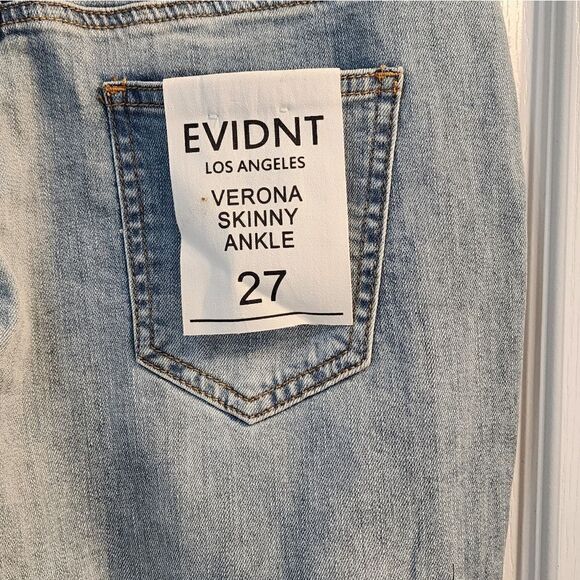 EVIDNT
LOS ANGELES
VERONA
SKINNY
ANKLE
27